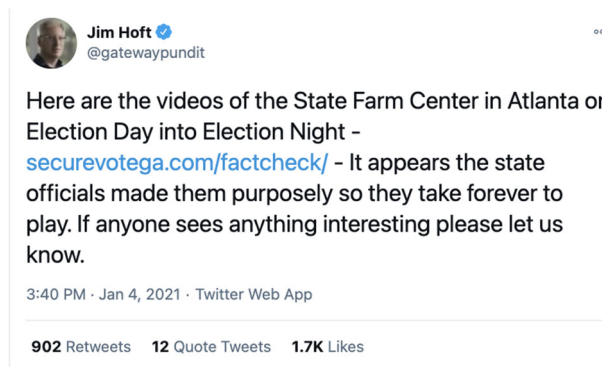 Jim Hoft
@gatewaypundit
Here are the videos of the State Farm Center in Atlanta
Election Day into Election Night -
securevotega.com/factcheck/ - It appears the state
officials made them purposely so they take forever to
play. If anyone sees anything interesting please let us
know.
3:40 PM · Jan 4, 2021 · Twitter Web App
902 Retweets 12 Quote Tweets 1.7K Likes